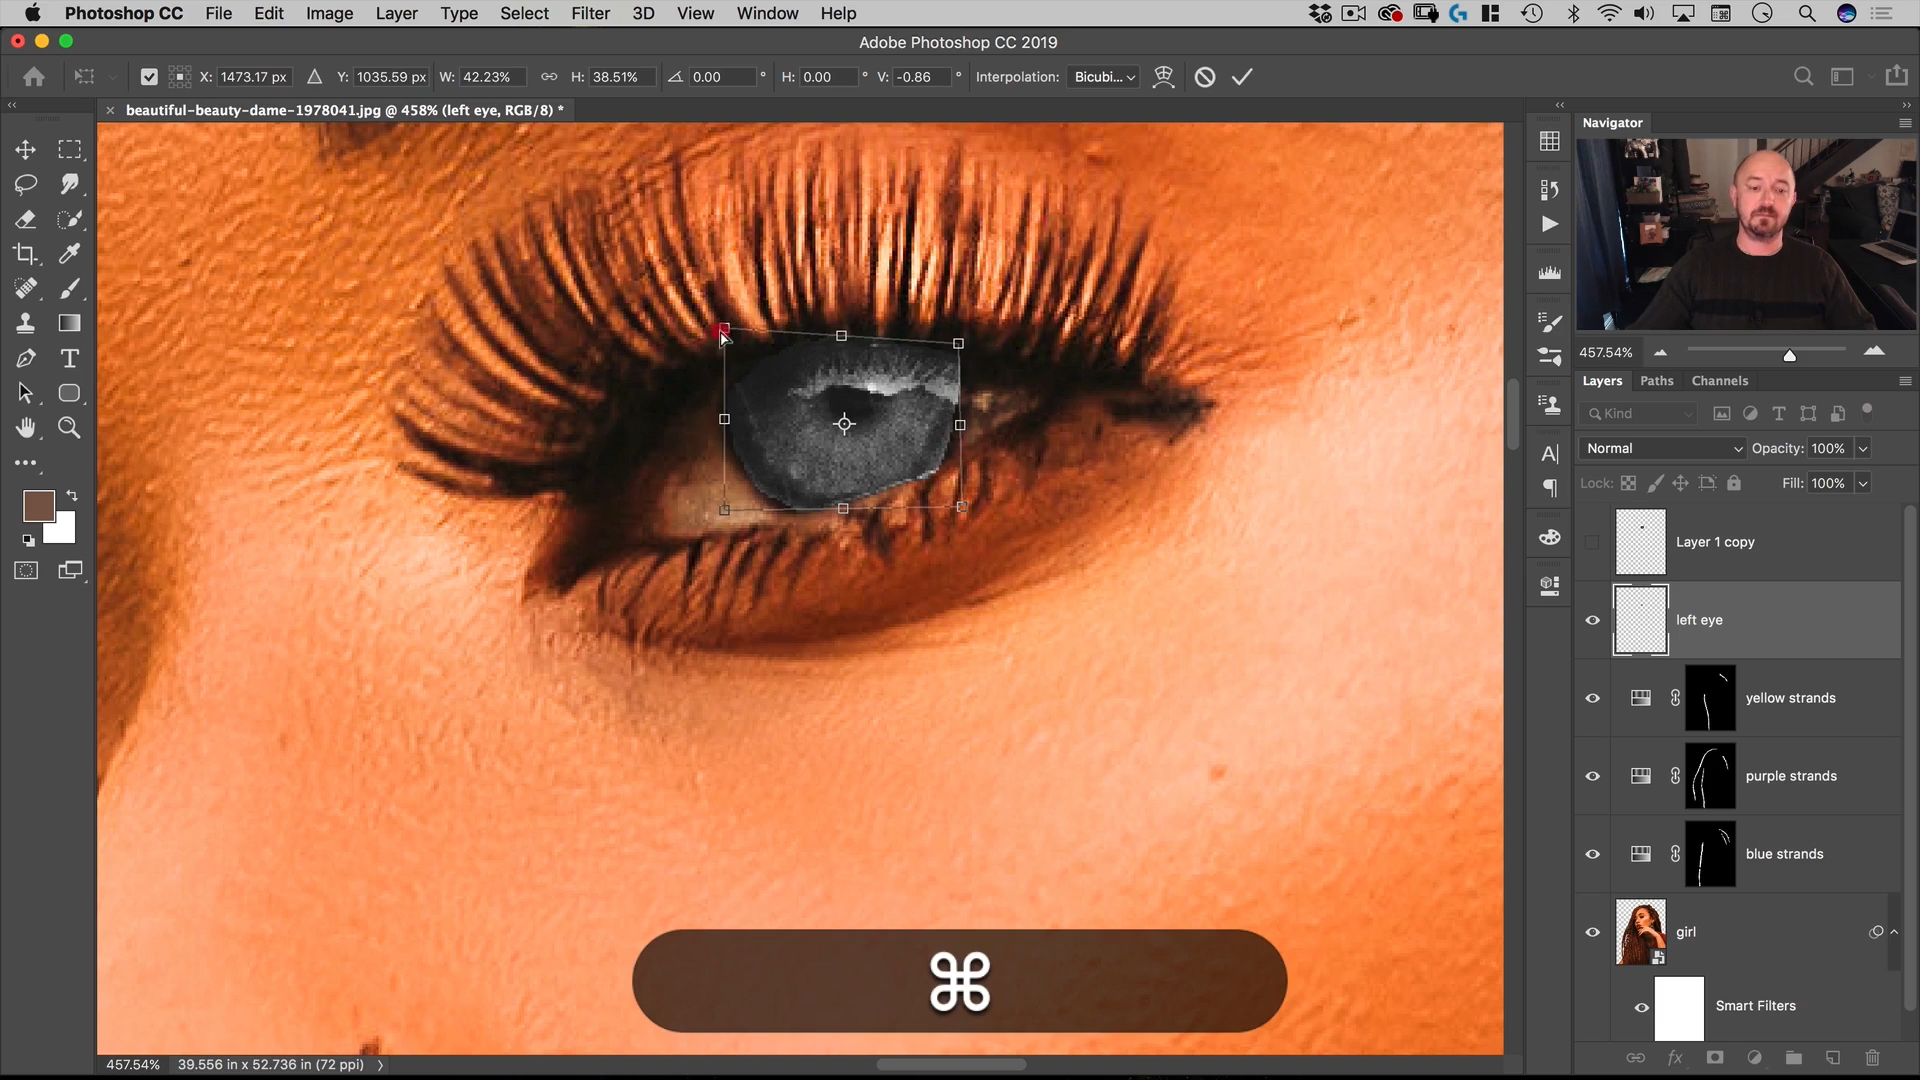 Photoshop CC File Edit Image Layer Type Select Filter 3D View Window Help
Adobe Photoshop CC 2019
X: 1473.17 px Y: 1035.59 px W: 42.23% H: 38.51% 0.00 ° H: 0.00 ° V: -0.86 ° Interpolation: Bicubi...
beautiful-beauty-dame-1978041.jpg @ 458% (left eye, RGB/8) *
Navigator
457.54%
Layers Paths Channels
Kind
Normal Opacity: 100%
Lock: Fill: 100%
Layer 1 copy
left eye
yellow strands
purple strands
blue strands
girl
Smart Filters
⌘
457.54% 39.556 in x 52.736 in (72 ppi)